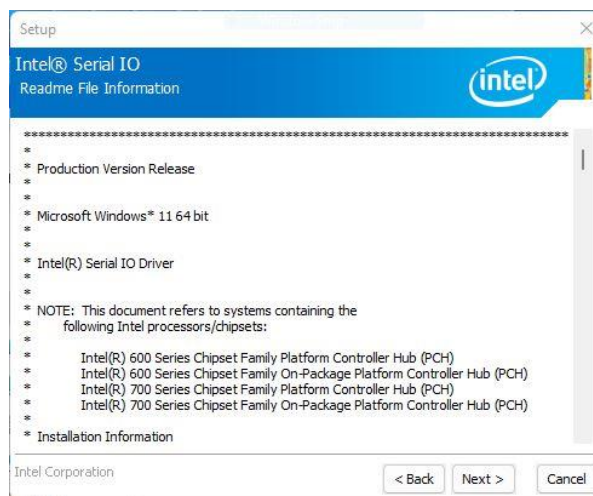 Setup
Intel® Serial IO
Readme File Information
intel
******************************************************************************
*
* Production Version Release
*
*
* Microsoft Windows* 11 64 bit
*
*
* Intel(R) Serial IO Driver
*
*
* NOTE: This document refers to systems containing the
* following Intel processors/chipsets:
*
* Intel(R) 600 Series Chipset Family Platform Controller Hub (PCH)
* Intel(R) 600 Series Chipset Family On-Package Platform Controller Hub (PCH)
* Intel(R) 700 Series Chipset Family Platform Controller Hub (PCH)
* Intel(R) 700 Series Chipset Family On-Package Platform Controller Hub (PCH)
*
* Installation Information
Intel Corporation
< Back Next > Cancel